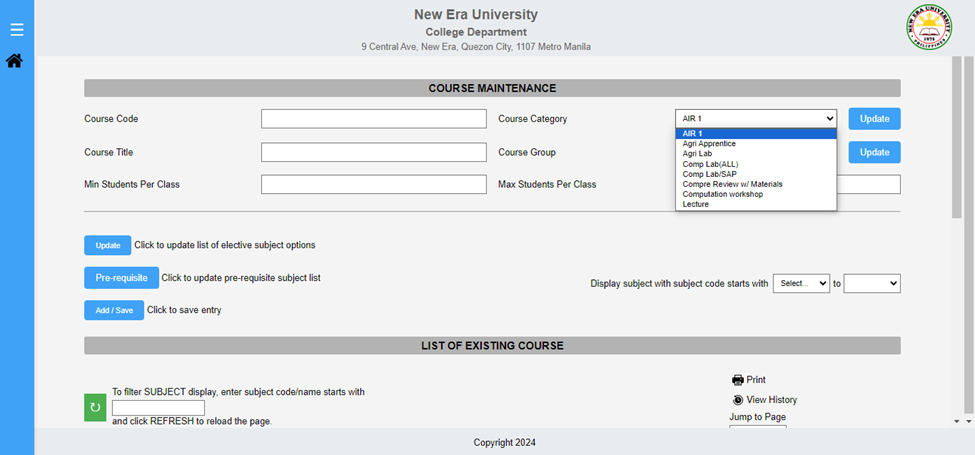 New Era University
College Department
9 Central Ave, New Era, Quezon City, 1107 Metro Manila
NEW ERA UNIVERSITY
1975
PHILIPPINES
COURSE MAINTENANCE
Course Code
Course Category
AIR 1
Update
AIR 1
Agri Apprentice
Agri Lab
Comp Lab(ALL)
Comp Lab/SAP
Compre Review w/ Materials
Computation workshop
Lecture
Course Title
Course Group
Update
Min Students Per Class
Max Students Per Class
Update Click to update list of elective subject options
Pre-requisite Click to update pre-requisite subject list
Display subject with subject code starts with Select... to
Add / Save Click to save entry
LIST OF EXISTING COURSE
Print
To filter SUBJECT display, enter subject code/name starts with
View History
and click REFRESH to reload the page.
Jump to Page
Copyright 2024